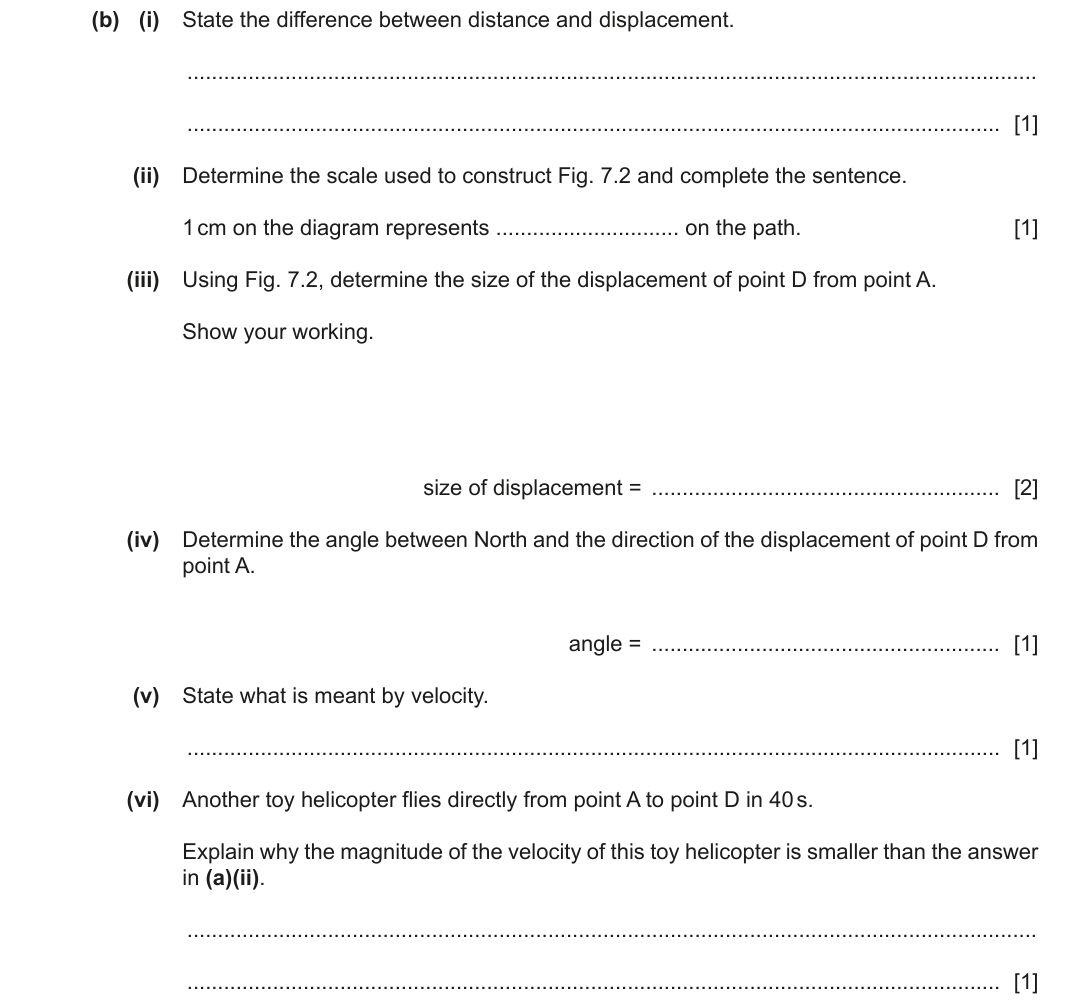 (b) (i) State the difference between distance and displacement.
..........................................................................................................................................
.................................................................................................................................... [1]
(ii) Determine the scale used to construct Fig. 7.2 and complete the sentence.
1 cm on the diagram represents .............................. on the path. [1]
(iii) Using Fig. 7.2, determine the size of the displacement of point D from point A.
Show your working.
size of displacement = ......................................................... [2]
(iv) Determine the angle between North and the direction of the displacement of point D from
point A.
angle = ......................................................... [1]
(v) State what is meant by velocity.
.................................................................................................................................... [1]
(vi) Another toy helicopter flies directly from point A to point D in 40 s.
Explain why the magnitude of the velocity of this toy helicopter is smaller than the answer
in (a)(ii).
..........................................................................................................................................
.................................................................................................................................... [1]